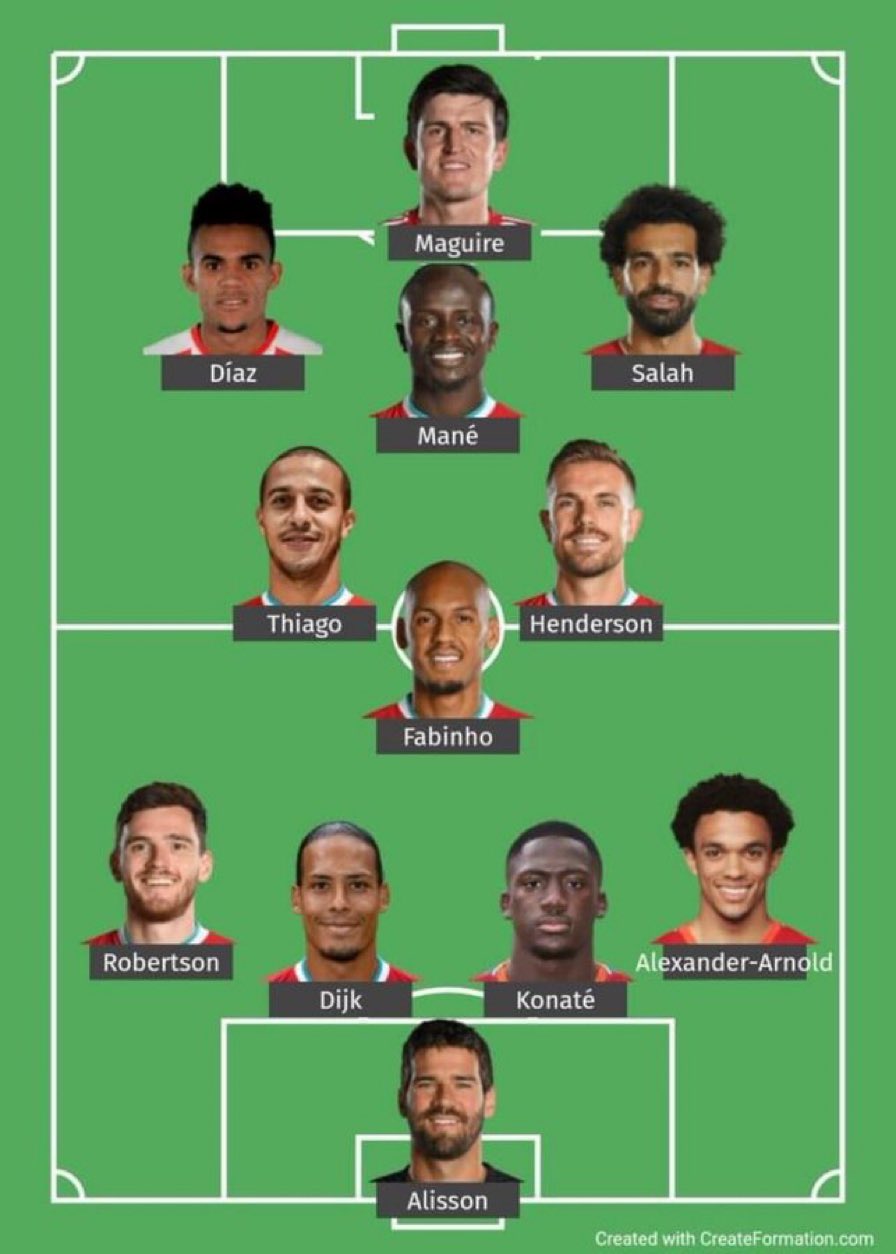 Maguire
Díaz
Salah
Mané
Thiago
Henderson
Fabinho
Robertson
Alexander-Arnold
Dijk
Konaté
Alisson
Created with CreateFormation.com